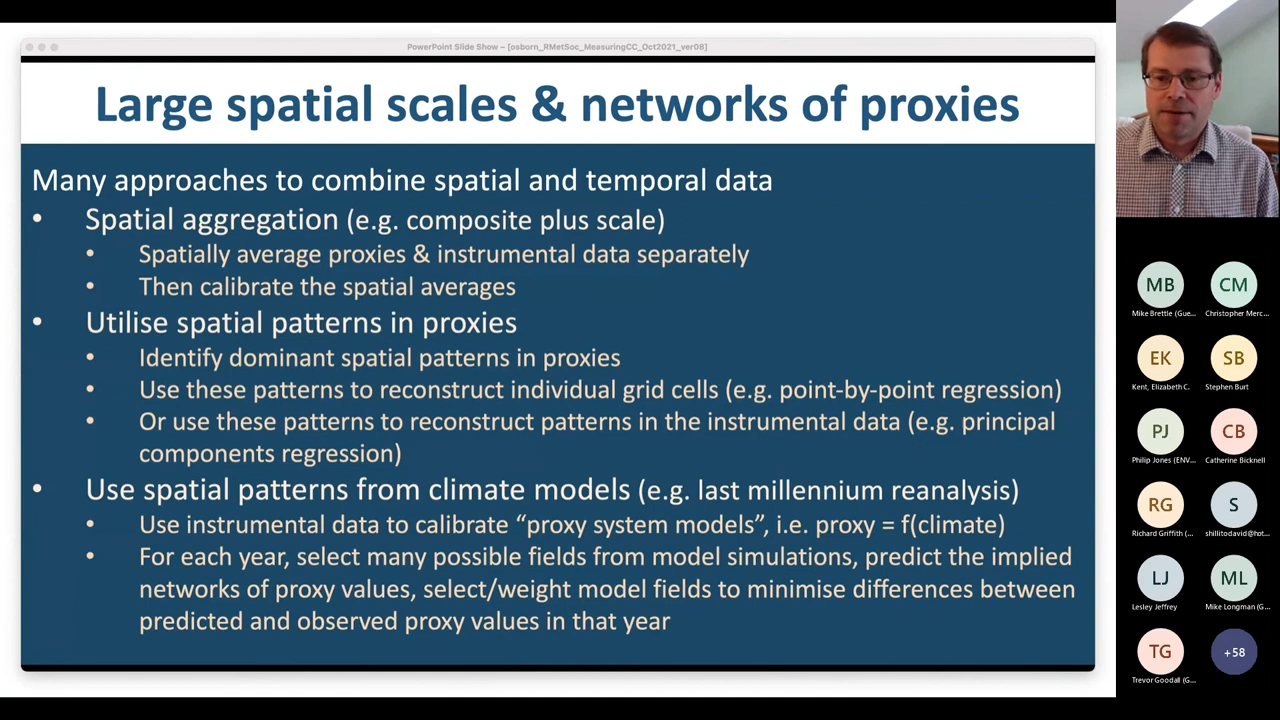 PowerPoint Slide Show – [osborn_RMetSoc_MeasuringCC_Oct2021_ver08]
Large spatial scales & networks of proxies
Many approaches to combine spatial and temporal data
• Spatial aggregation (e.g. composite plus scale)
• Spatially average proxies & instrumental data separately
• Then calibrate the spatial averages
• Utilise spatial patterns in proxies
• Identify dominant spatial patterns in proxies
• Use these patterns to reconstruct individual grid cells (e.g. point-by-point regression)
• Or use these patterns to reconstruct patterns in the instrumental data (e.g. principal
components regression)
• Use spatial patterns from climate models (e.g. last millennium reanalysis)
• Use instrumental data to calibrate “proxy system models”, i.e. proxy = f(climate)
• For each year, select many possible fields from model simulations, predict the implied
networks of proxy values, select/weight model fields to minimise differences between
predicted and observed proxy values in that year
MB CM
Mike Brettle (Gue... Christopher Merc...
EK SB
Kent, Elizabeth C. Stephen Burt
PJ CB
Philip Jones (ENV... Catherine Bicknell
RG S
Richard Griffith (... shillitodavid@hot...
LJ ML
Lesley Jeffrey Mike Longman (G...
TG +58
Trevor Goodall (G...